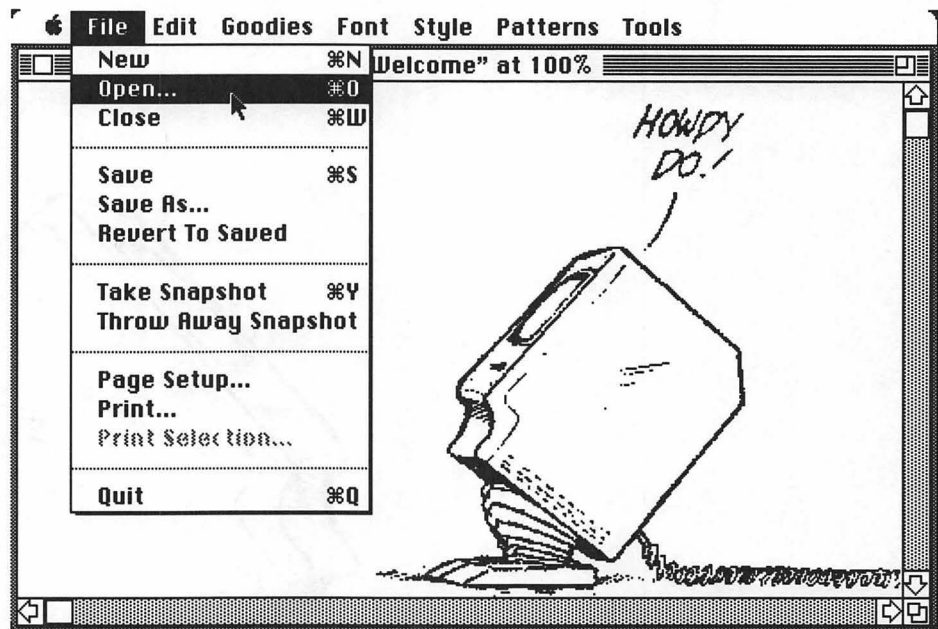 File Edit Goodies Font Style Patterns Tools
Welcome” at 100%
New ⌘N
Open... ⌘O
Close ⌘W
Save ⌘S
Save As...
Revert To Saved
Take Snapshot ⌘Y
Throw Away Snapshot
Page Setup...
Print...
Print Selection...
Quit ⌘Q
HOWDY
DO!